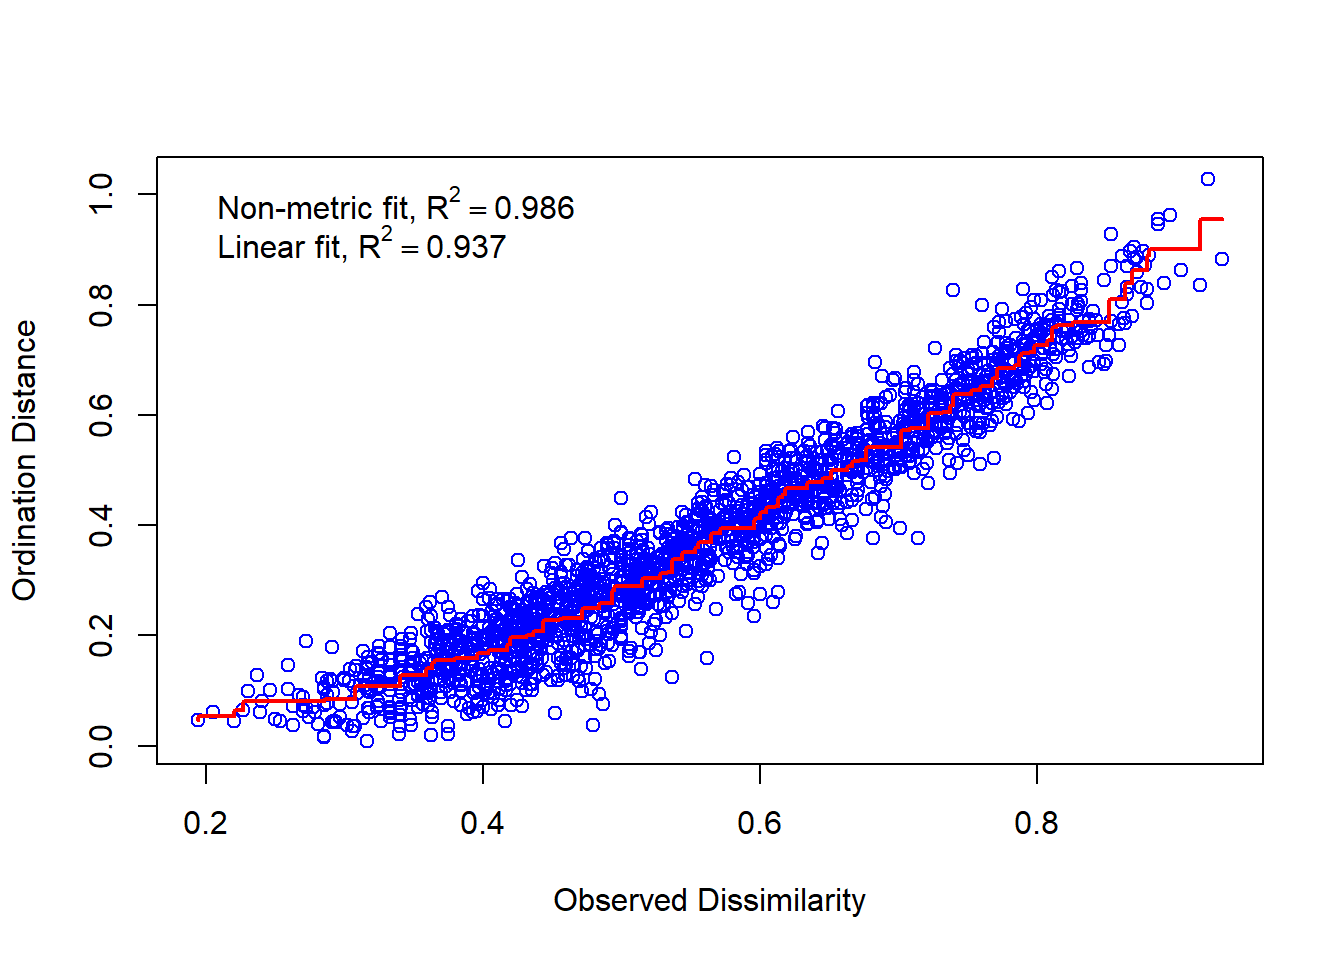 Non-metric fit, R² = 0.986
Linear fit, R² = 0.937
Ordination Distance
1.0
0.8
0.6
0.4
0.2
0.0
0.2 0.4 0.6 0.8
Observed Dissimilarity